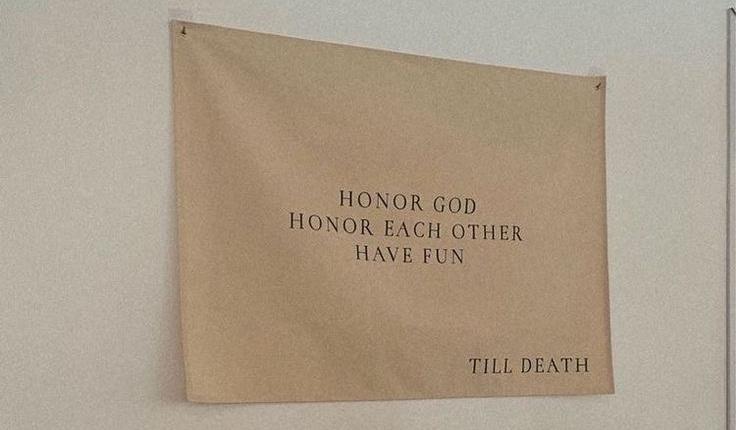 HONOR GOD
HONOR EACH OTHER
HAVE FUN
TILL DEATH